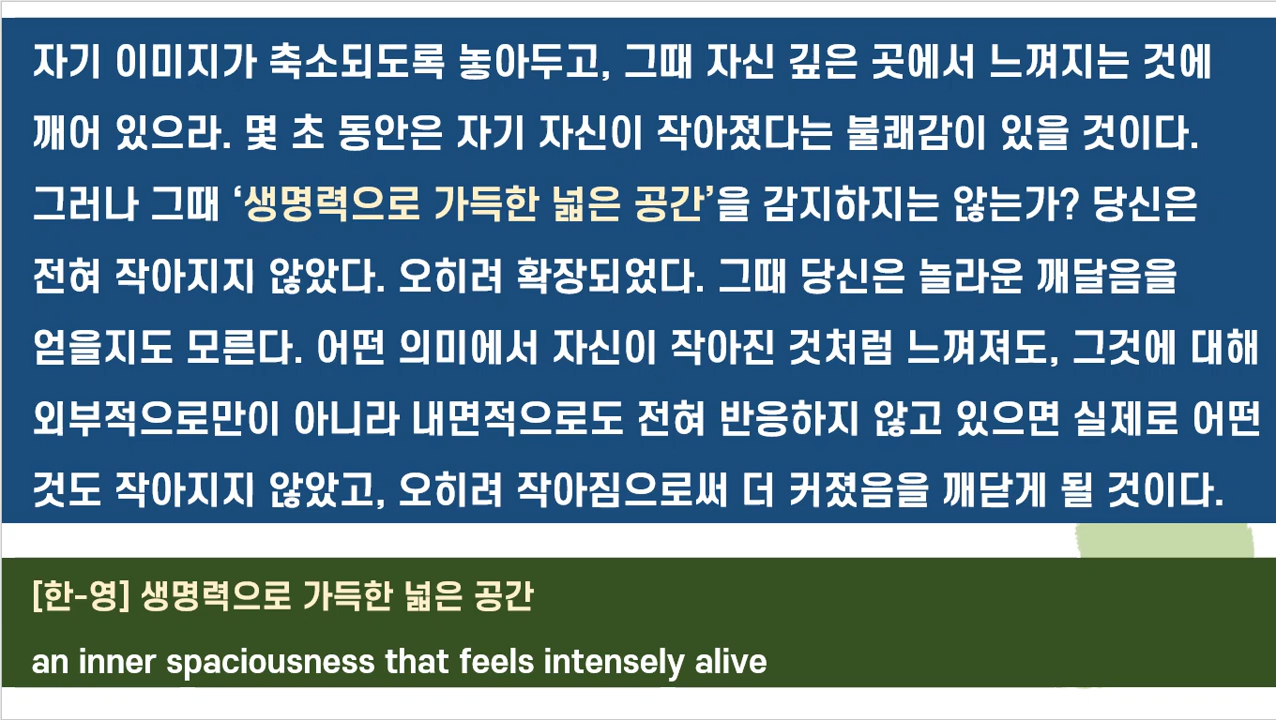 자기 이미지가 축소되도록 놓아두고, 그때 자신 깊은 곳에서 느껴지는 것에
깨어 있으라. 몇 초 동안은 자기 자신이 작아졌다는 불쾌감이 있을 것이다.
그러나 그때 ‘생명력으로 가득한 넓은 공간’을 감지하지는 않는가? 당신은
전혀 작아지지 않았다. 오히려 확장되었다. 그때 당신은 놀라운 깨달음을
얻을지도 모른다. 어떤 의미에서 자신이 작아진 것처럼 느껴져도, 그것에 대해
외부적으로만이 아니라 내면적으로도 전혀 반응하지 않고 있으면 실제로 어떤
것도 작아지지 않았고, 오히려 작아짐으로써 더 커졌음을 깨닫게 될 것이다.
[한-영] 생명력으로 가득한 넓은 공간
an inner spaciousness that feels intensely alive